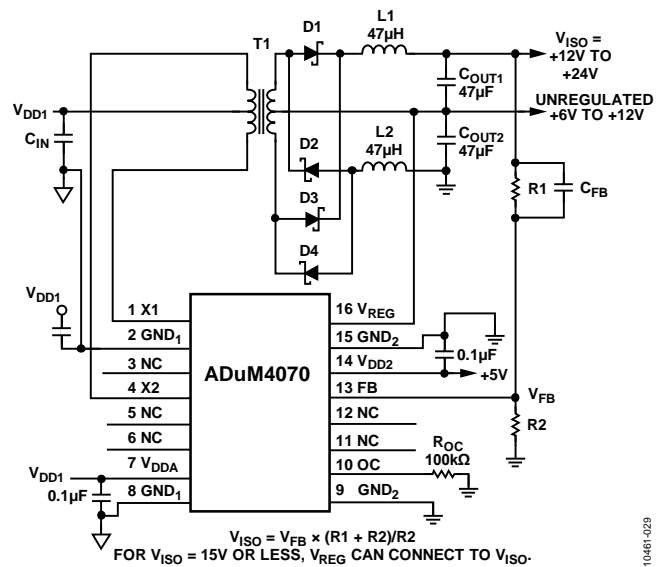 D1
L1
47µH
V_ISO =
+12V TO
+24V
T1
C_OUT1
47µF
V_DD1
UNREGULATED
+6V TO +12V
C_IN
D2
L2
47µH
C_OUT2
47µF
R1
C_FB
D3
D4
V_DD1
1 X1
16 V_REG
2 GND_1
15 GND_2
3 NC
14 V_DD2
0.1µF
+5V
ADuM4070
4 X2
13 FB
V_FB
5 NC
12 NC
R2
6 NC
11 NC
R_OC
100kΩ
V_DD1
7 V_DDA
10 OC
0.1µF
8 GND_1
9 GND_2
V_ISO = V_FB × (R1 + R2)/R2
FOR V_ISO = 15V OR LESS, V_REG CAN CONNECT TO V_ISO.
10461-029